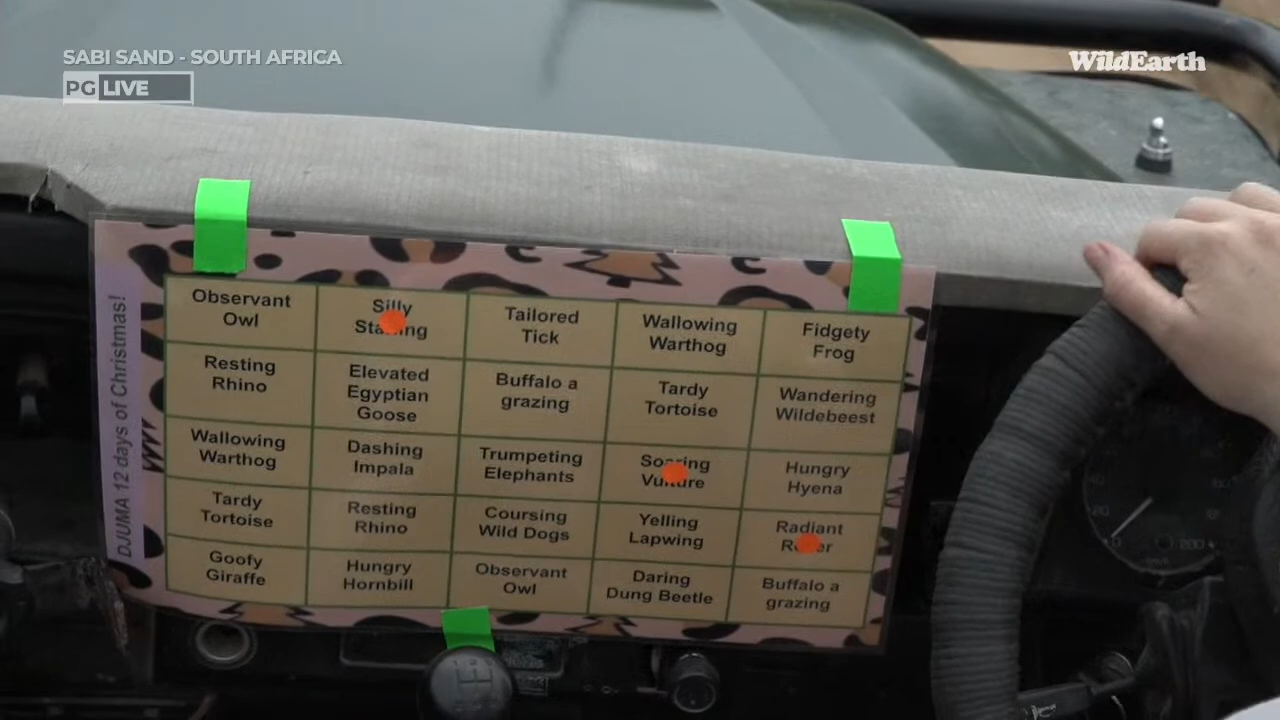 SABI SAND - SOUTH AFRICA
PG LIVE
WildEarth
DJUMA 12 days of Christmas!
Observant
Owl
Silly
Tailored
Tick
Wallowing
Warthog
Fidgety
Frog
Resting
Rhino
Elevated
Egyptian
Goose
Buffalo a
grazing
Tardy
Tortoise
Wandering
Wildebeest
Wallowing
Warthog
Dashing
Impala
Trumpeting
Elephants
Soaring
Vulture
Hungry
Hyena
Tardy
Tortoise
Resting
Rhino
Coursing
Wild Dogs
Yelling
Lapwing
Radiant
Goofy
Giraffe
Hungry
Hornbill
Observant
Owl
Daring
Dung Beetle
Buffalo a
grazing